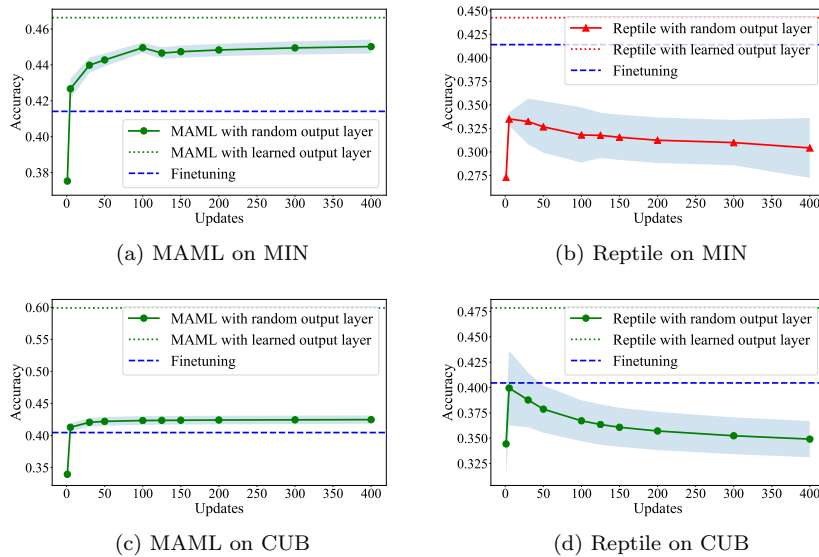 0.46
0.44
0.42
0.40
0.38
Accuracy
MAML with random output layer
MAML with learned output layer
Finetuning
0 50 100 150 200 250 300 350 400
Updates
(a) MAML on MIN
0.450
0.425
0.400
0.375
0.350
0.325
0.300
0.275
Accuracy
Reptile with random output layer
Reptile with learned output layer
Finetuning
0 50 100 150 200 250 300 350 400
Updates
(b) Reptile on MIN
0.60
0.55
0.50
0.45
0.40
0.35
Accuracy
MAML with random output layer
MAML with learned output layer
Finetuning
0 50 100 150 200 250 300 350 400
Updates
(c) MAML on CUB
0.475
0.450
0.425
0.400
0.375
0.350
0.325
Accuracy
Reptile with random output layer
Reptile with learned output layer
Finetuning
0 50 100 150 200 250 300 350 400
Updates
(d) Reptile on CUB